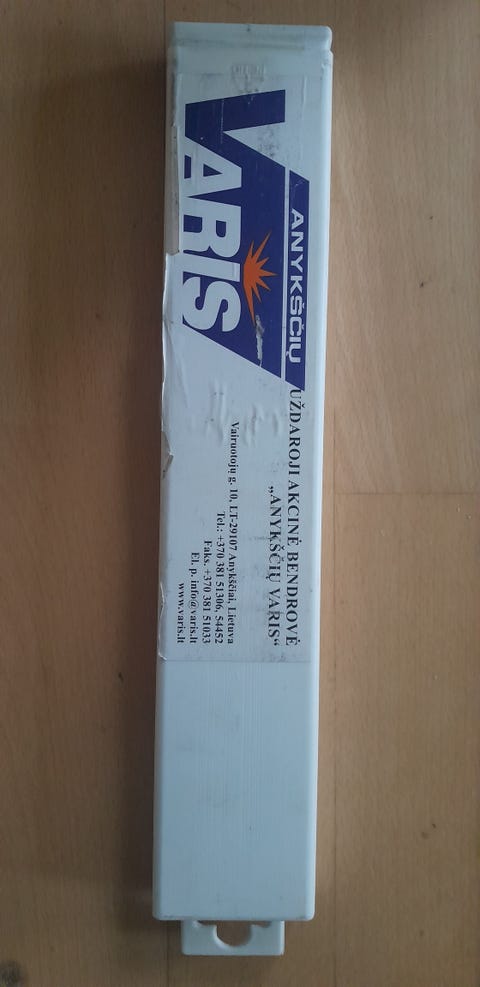 ANYKŠČIŲ
VARIS
UŽDAROJI AKCINĖ BENDROVĖ
„ANYKŠČIŲ VARIS“
Vairuotojų g. 10, LT-29107 Anykščiai, Lietuva
Tel.: +370 381 51306, 54452
Faks. +370 381 51033
El. p. info@varis.lt
www.varis.lt